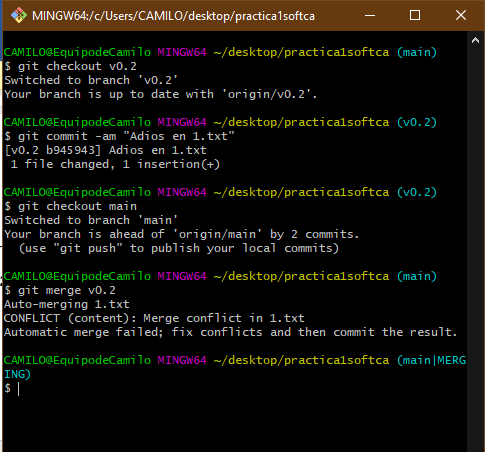 MINGW64:/c/Users/CAMILO/desktop/practica1softca
CAMILO@EquipodeCamilo MINGW64 ~/desktop/practica1softca (main)
$ git checkout v0.2
Switched to branch 'v0.2'
Your branch is up to date with 'origin/v0.2'.
CAMILO@EquipodeCamilo MINGW64 ~/desktop/practica1softca (v0.2)
$ git commit -am "Adios en 1.txt"
[v0.2 b945943] Adios en 1.txt
 1 file changed, 1 insertion(+)
CAMILO@EquipodeCamilo MINGW64 ~/desktop/practica1softca (v0.2)
$ git checkout main
Switched to branch 'main'
Your branch is ahead of 'origin/main' by 2 commits.
  (use "git push" to publish your local commits)
CAMILO@EquipodeCamilo MINGW64 ~/desktop/practica1softca (main)
$ git merge v0.2
Auto-merging 1.txt
CONFLICT (content): Merge conflict in 1.txt
Automatic merge failed; fix conflicts and then commit the result.
CAMILO@EquipodeCamilo MINGW64 ~/desktop/practica1softca (main|MERG
ING)
$